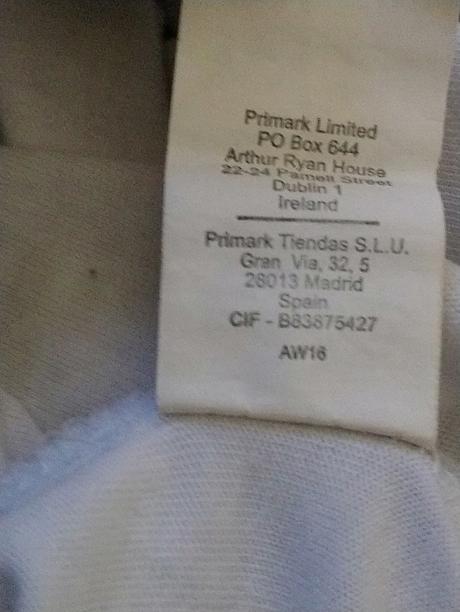 Primark Limited
PO Box 644
Arthur Ryan House
22-24 Parnell Street
Dublin 1
Ireland
Primark Tiendas S.L.U.
Gran Via, 32, 5
28013 Madrid
Spain
CIF - B83875427
AW16